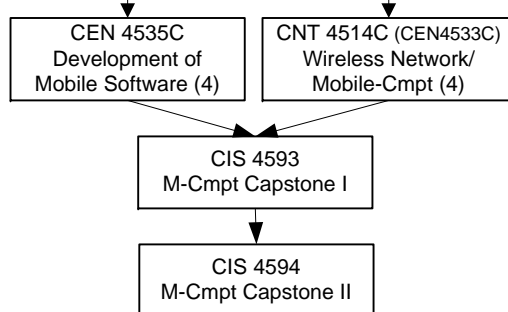 CEN 4535C
Development of
Mobile Software (4)
CNT 4514C (CEN4533C)
Wireless Network/
Mobile-Cmpt (4)
CIS 4593
M-Cmpt Capstone I
CIS 4594
M-Cmpt Capstone II